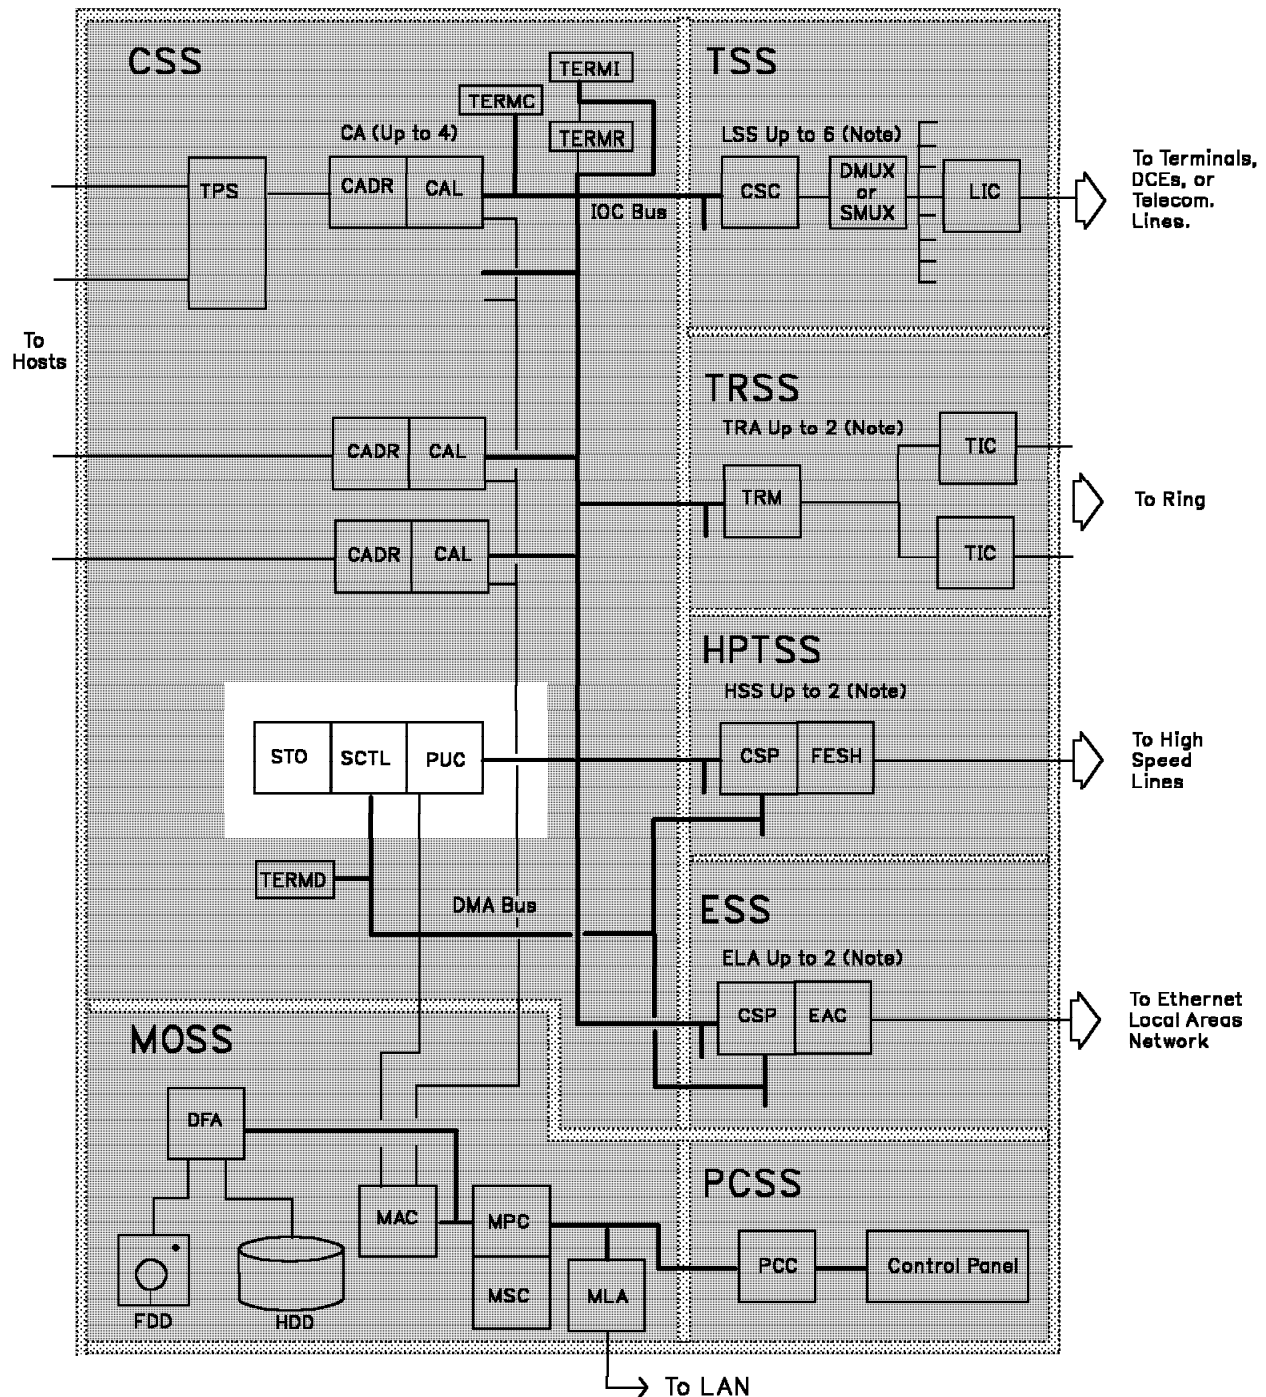 CSS
TERMI
TERMC
CA (Up to 4)
TERMR
TPS
CADR
CAL
IOC Bus
To
Hosts
CADR
CAL
CADR
CAL
STO
SCTL
PUC
TERMD
DMA Bus
TSS
LSS Up to 6 (Note)
CSC
DMUX
or
SMUX
LIC
To Terminals,
DCEs, or
Telecom.
Lines.
TRSS
TRA Up to 2 (Note)
TRM
TIC
TIC
To Ring
HPTSS
HSS Up to 2 (Note)
CSP
FESH
To High
Speed
Lines
ESS
ELA Up to 2 (Note)
CSP
EAC
To Ethernet
Local Areas
Network
MOSS
DFA
FDD
HDD
MAC
MPC
MSC
MLA
To LAN
PCSS
PCC
Control Panel